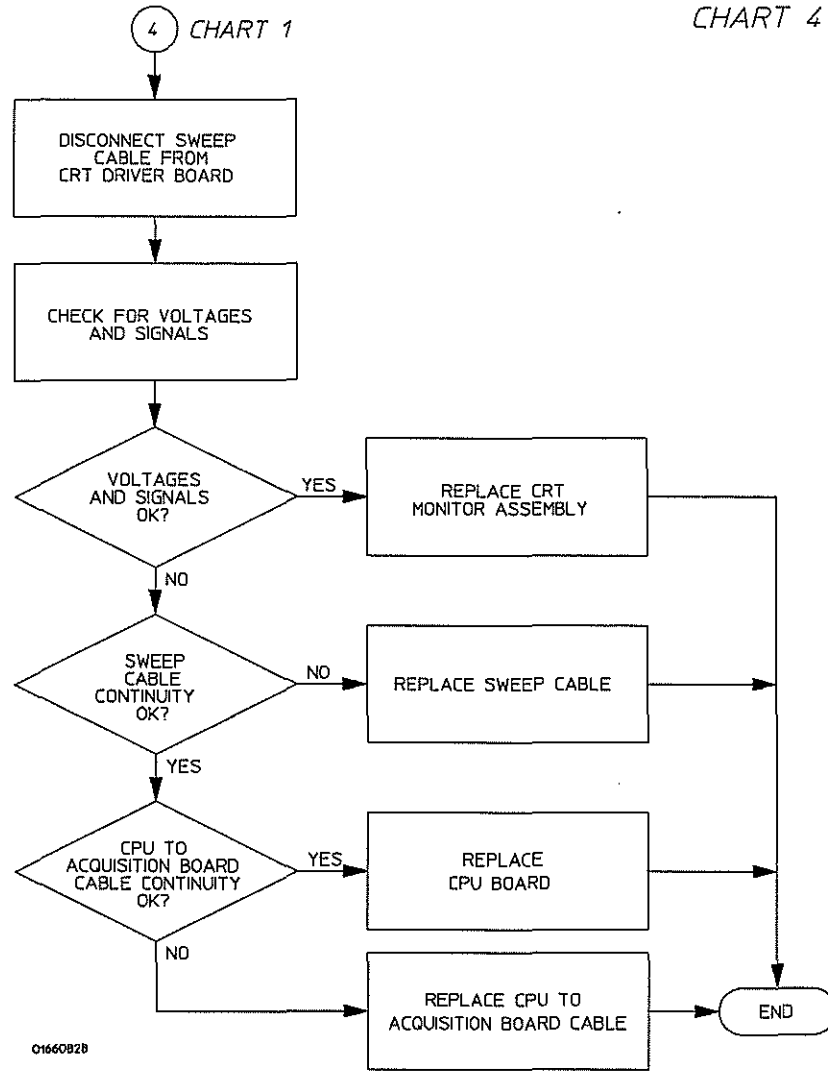 4 CHART 1
CHART 4
DISCONNECT SWEEP
CABLE FROM
CRT DRIVER BOARD
CHECK FOR VOLTAGES
AND SIGNALS
VOLTAGES
AND SIGNALS
OK?
YES
REPLACE CRT
MONITOR ASSEMBLY
NO
SWEEP
CABLE
CONTINUITY
OK?
NO
REPLACE SWEEP CABLE
YES
CPU TO
ACQUISITION BOARD
CABLE CONTINUITY
OK?
YES
REPLACE
CPU BOARD
NO
REPLACE CPU TO
ACQUISITION BOARD CABLE
END
01660B28